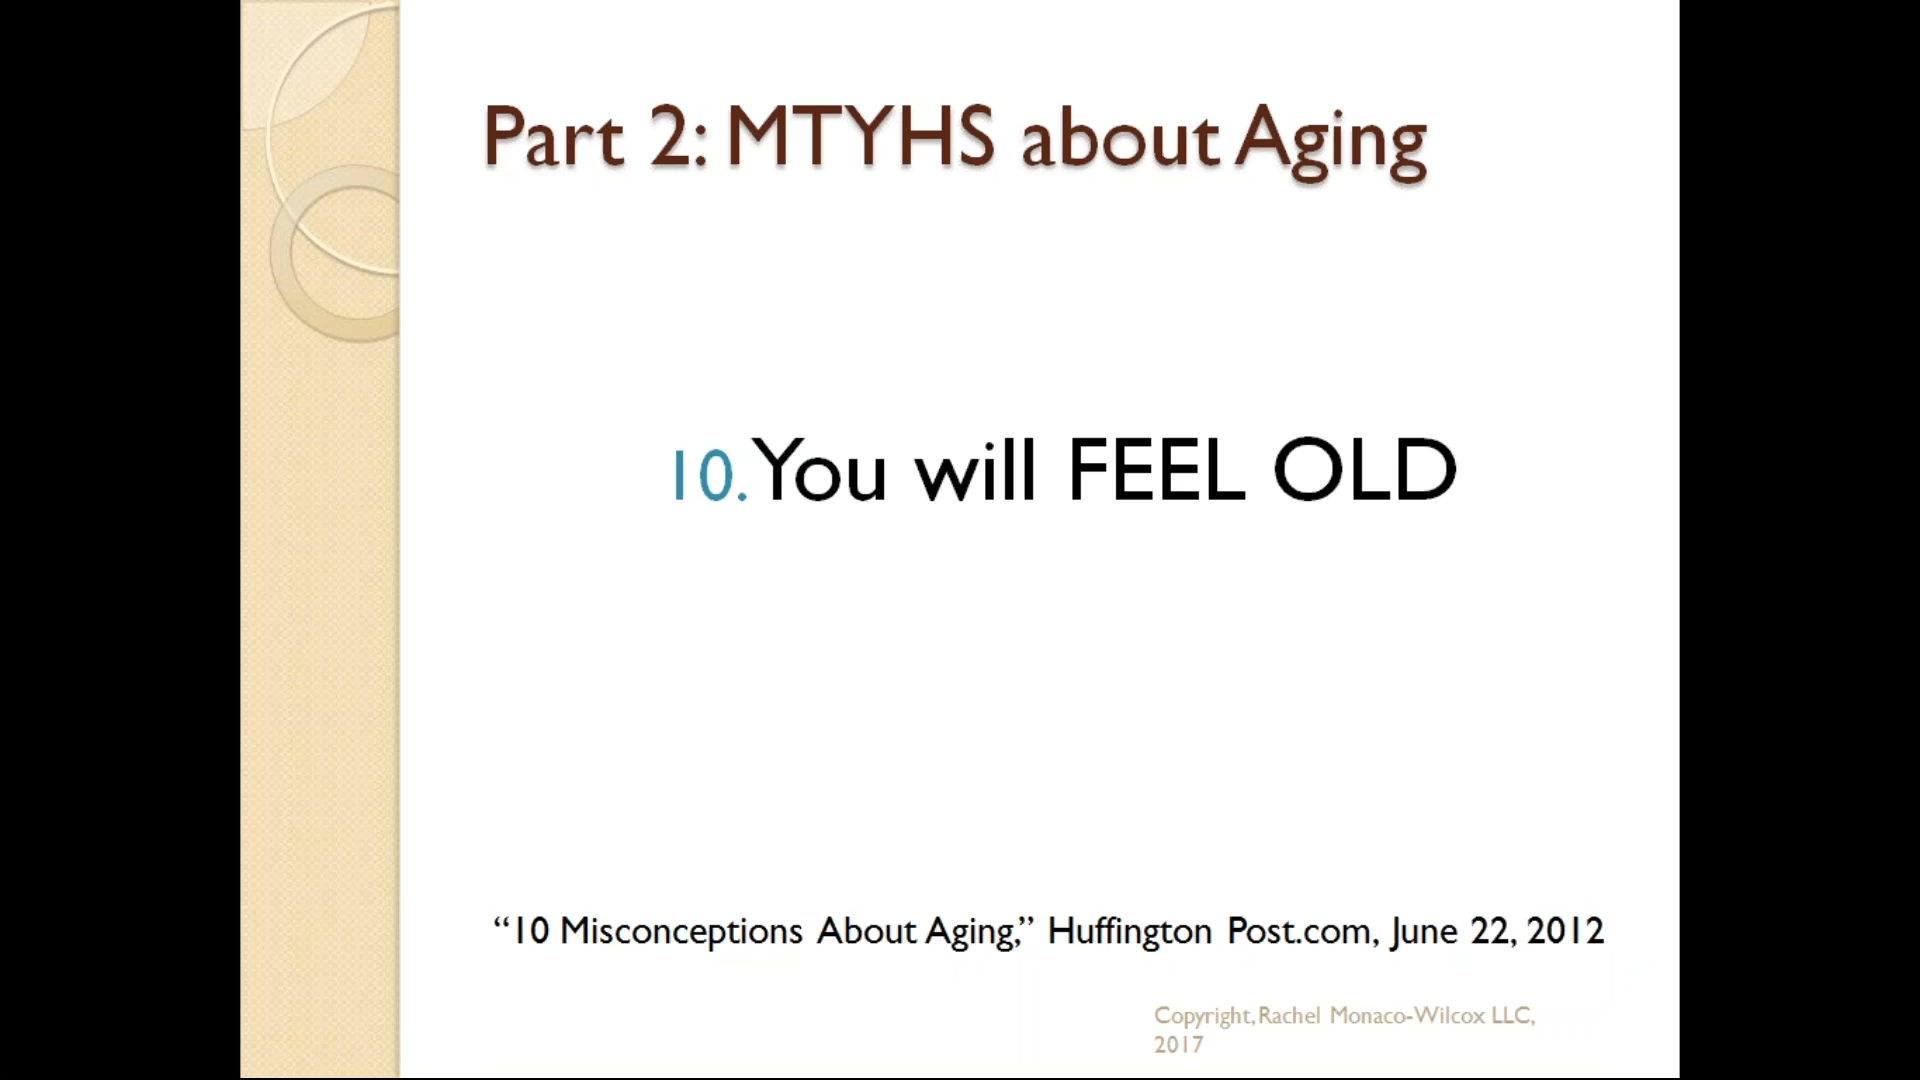 Part 2: MTYHS about Aging
10. You will FEEL OLD
“10 Misconceptions About Aging,” Huffington Post.com, June 22, 2012
Copyright, Rachel Monaco-Wilcox LLC,
2017